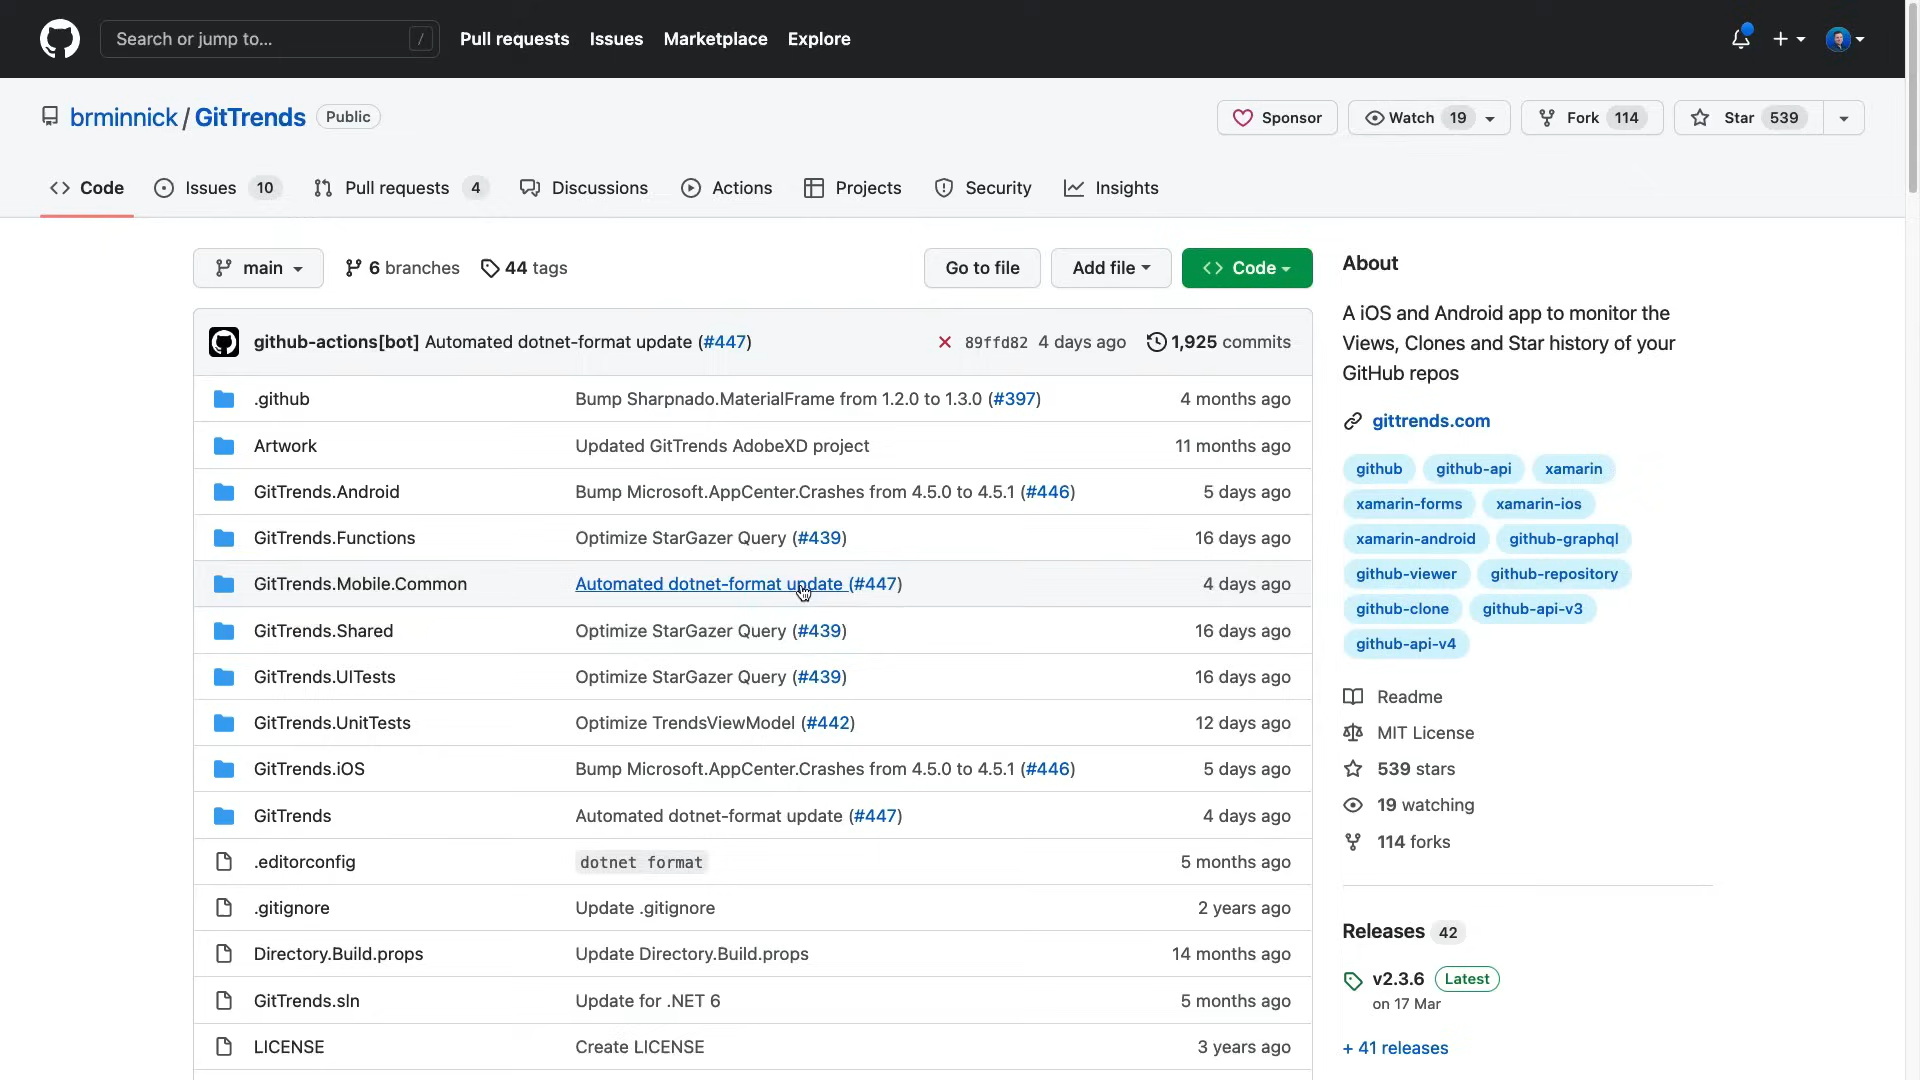 Search or jump to... /
Pull requests Issues Marketplace Explore
brminnick / GitTrends Public
Sponsor Watch 19 Fork 114 Star 539
<> Code Issues 10 Pull requests 4 Discussions Actions Projects Security Insights
main 6 branches 44 tags Go to file Add file <> Code
github-actions[bot] Automated dotnet-format update (#447) 89ffd82 4 days ago 1,925 commits
.github Bump Sharpnado.MaterialFrame from 1.2.0 to 1.3.0 (#397) 4 months ago
Artwork Updated GitTrends AdobeXD project 11 months ago
GitTrends.Android Bump Microsoft.AppCenter.Crashes from 4.5.0 to 4.5.1 (#446) 5 days ago
GitTrends.Functions Optimize StarGazer Query (#439) 16 days ago
GitTrends.Mobile.Common Automated dotnet-format update (#447) 4 days ago
GitTrends.Shared Optimize StarGazer Query (#439) 16 days ago
GitTrends.UITests Optimize StarGazer Query (#439) 16 days ago
GitTrends.UnitTests Optimize TrendsViewModel (#442) 12 days ago
GitTrends.iOS Bump Microsoft.AppCenter.Crashes from 4.5.0 to 4.5.1 (#446) 5 days ago
GitTrends Automated dotnet-format update (#447) 4 days ago
.editorconfig dotnet format 5 months ago
.gitignore Update .gitignore 2 years ago
Directory.Build.props Update Directory.Build.props 14 months ago
GitTrends.sln Update for .NET 6 5 months ago
LICENSE Create LICENSE 3 years ago
About
A iOS and Android app to monitor the
Views, Clones and Star history of your
GitHub repos
gittrends.com
github github-api xamarin
xamarin-forms xamarin-ios
xamarin-android github-graphql
github-viewer github-repository
github-clone github-api-v3
github-api-v4
Readme
MIT License
539 stars
19 watching
114 forks
Releases 42
v2.3.6 Latest
on 17 Mar
+ 41 releases